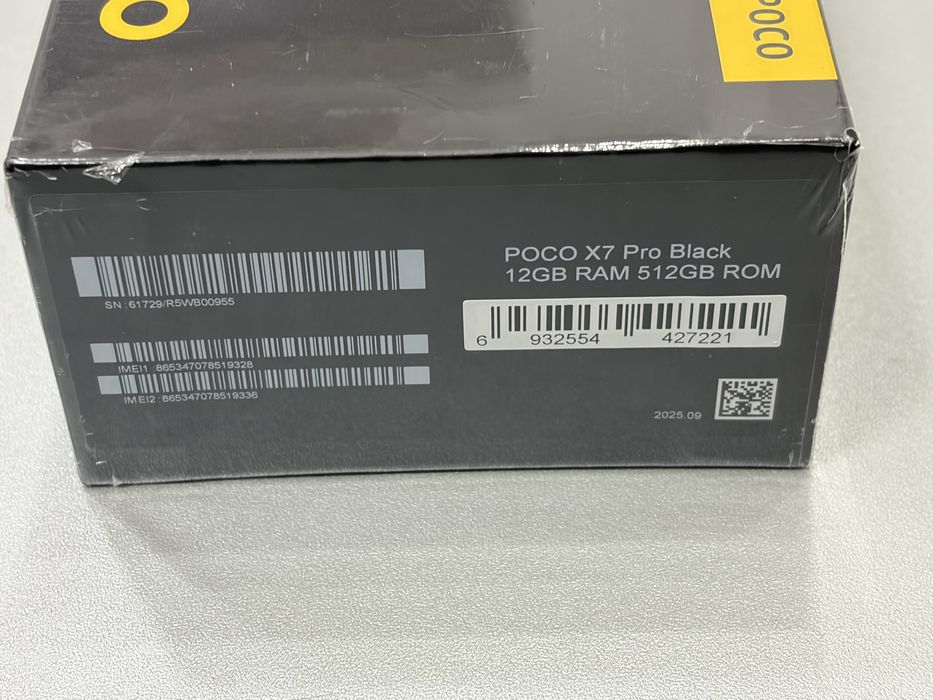 POCO
POCO X7 Pro Black
12GB RAM 512GB ROM
SN : 61729/R5WB00955
6 932554 427221
IMEI1 : 865347078519328
IMEI2 : 865347078519336
2025.09